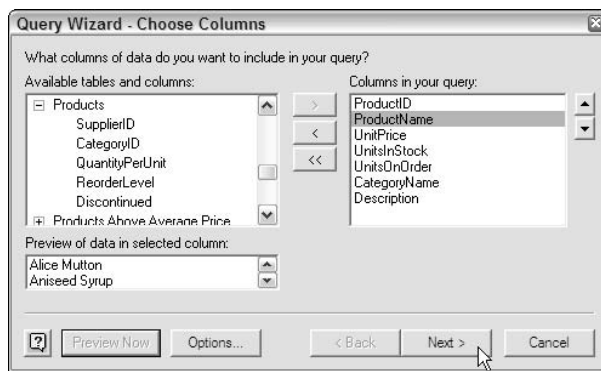 Query Wizard - Choose Columns
What columns of data do you want to include in your query?
Available tables and columns:
Products
SupplierID
CategoryID
QuantityPerUnit
ReorderLevel
Discontinued
Products Above Average Price
>
<
<<
Columns in your query:
ProductID
ProductName
UnitPrice
UnitsInStock
UnitsOnOrder
CategoryName
Description
Preview of data in selected column:
Alice Mutton
Aniseed Syrup
?
Preview Now
Options...
< Back
Next >
Cancel